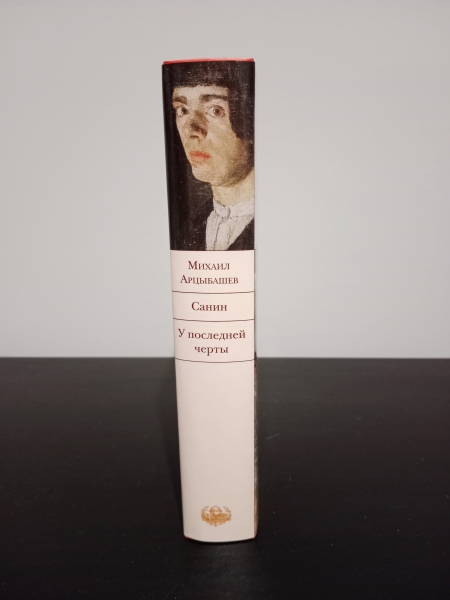 Михаил
Арцыбашев
Санин
У последней
черты